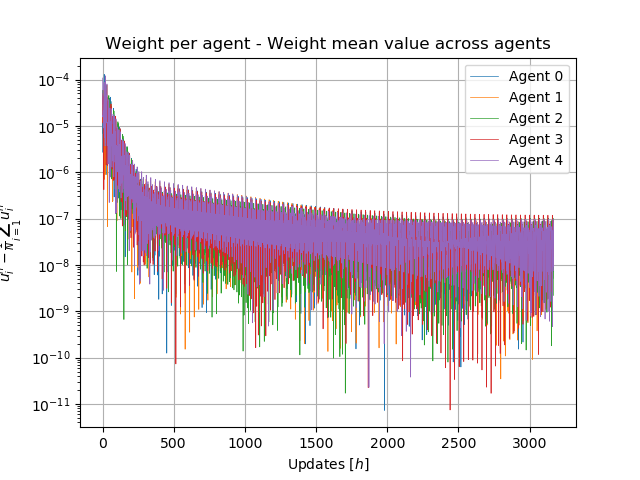 Weight per agent - Weight mean value across agents
10⁻⁴
10⁻⁵
10⁻⁶
10⁻⁷
10⁻⁸
10⁻⁹
10⁻¹⁰
10⁻¹¹
Agent 0
Agent 1
Agent 2
Agent 3
Agent 4
0 500 1000 1500 2000 2500 3000
Updates [h]